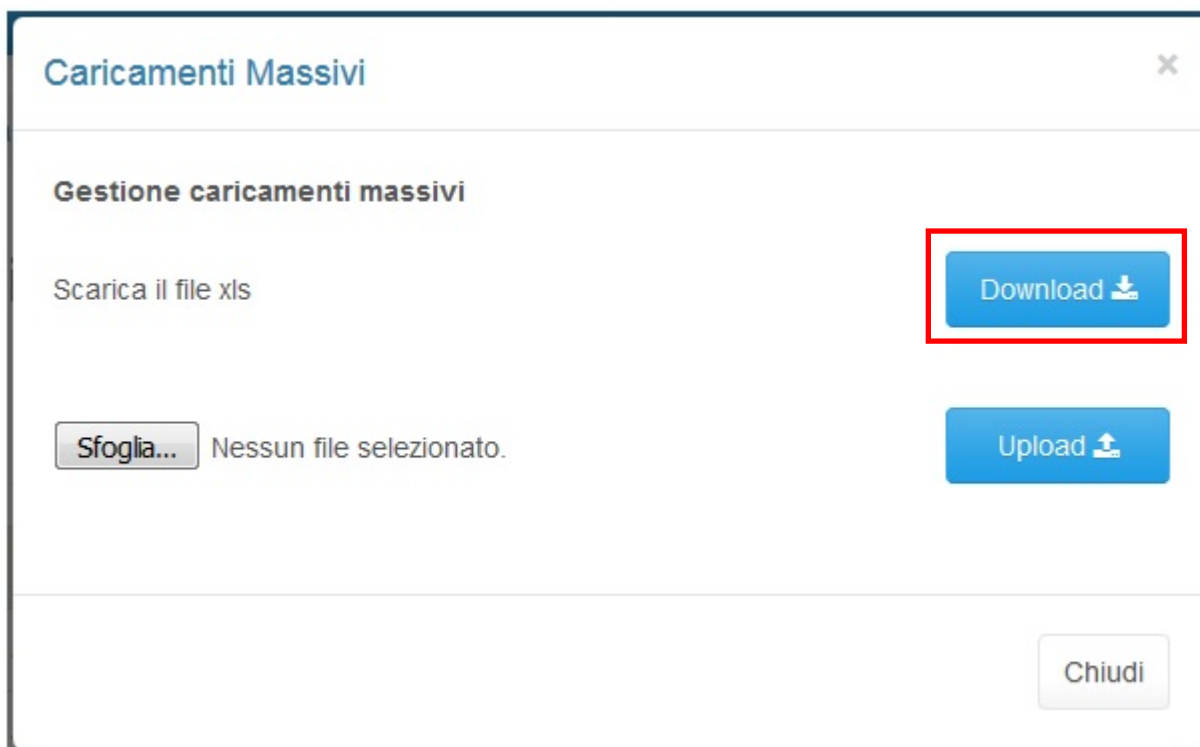 Caricamenti Massivi
Gestione caricamenti massivi
Scarica il file xls
Download
Sfoglia... Nessun file selezionato.
Upload
Chiudi